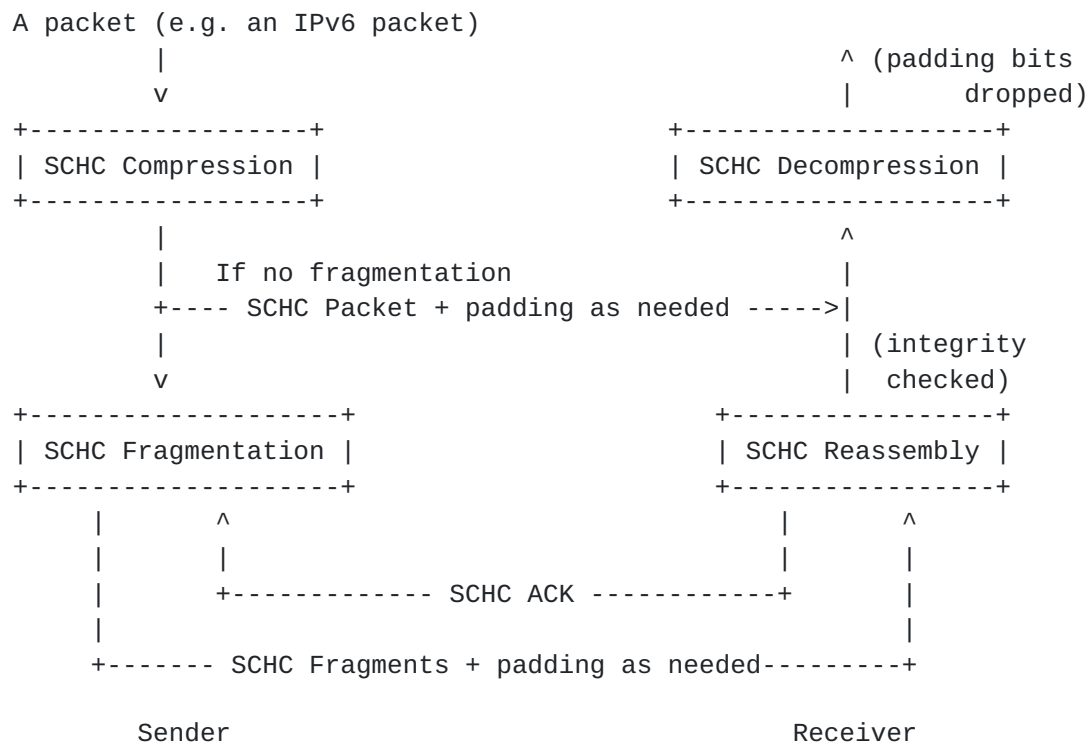 A packet (e.g. an IPv6 packet)
         |                                           ^ (padding bits
         v                                           |       dropped)
+------------------+                      +--------------------+
| SCHC Compression |                      | SCHC Decompression |
+------------------+                      +--------------------+
         |                                           ^
         |   If no fragmentation                     |
         +---- SCHC Packet + padding as needed ----->|
         |                                           | (integrity
         v                                           |  checked)
+--------------------+                       +-----------------+
| SCHC Fragmentation |                       | SCHC Reassembly |
+--------------------+                       +-----------------+
     |       ^                                   |       ^
     |       |                                   |       |
     |       +------------- SCHC ACK ------------+       |
     |                                                   |
     +------- SCHC Fragments + padding as needed---------+

        Sender                                    Receiver